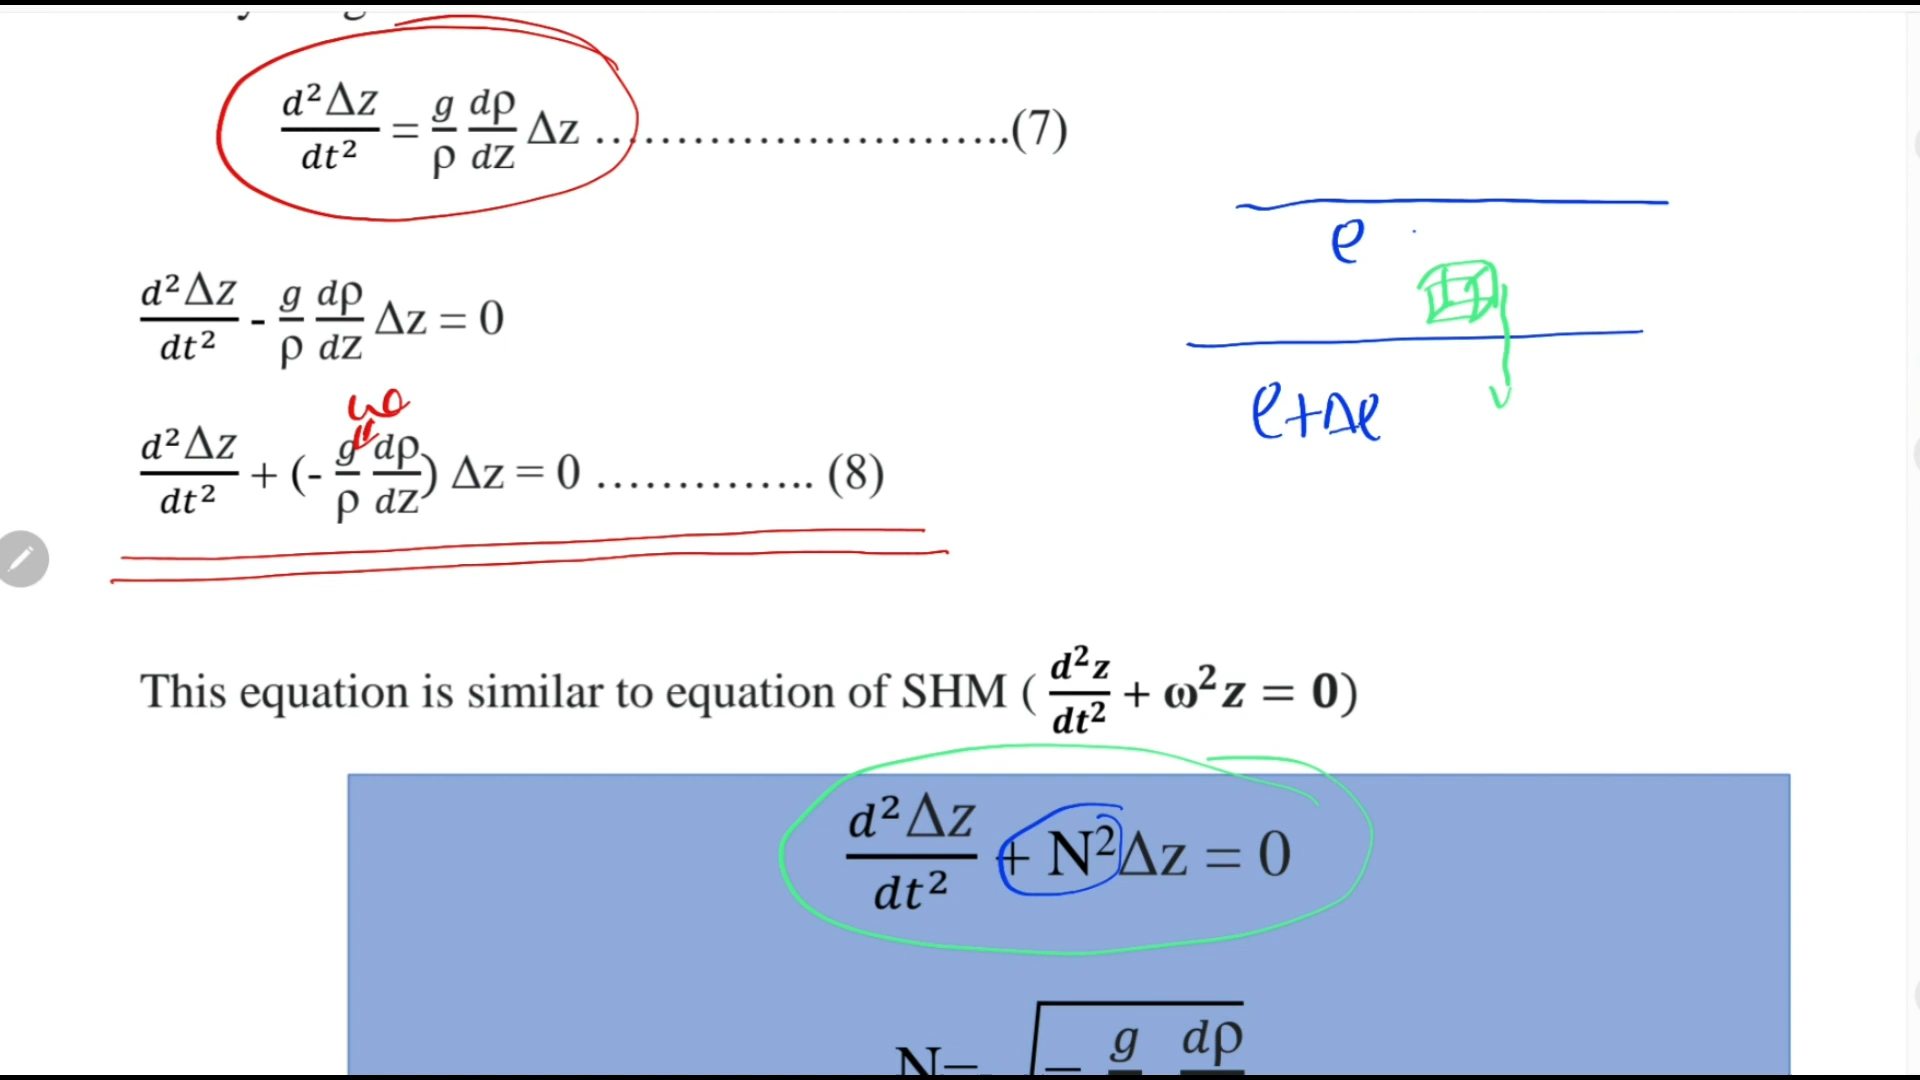 d²Δz/dt² = g/ρ dρ/dz Δz ……………………..(7)
ρ
d²Δz/dt² - g/ρ dρ/dz Δz = 0
ρ+Δρ
d²Δz/dt² + (- g/ρ dρ/dz) Δz = 0 ………….. (8)
This equation is similar to equation of SHM ( d²z/dt² + ω²z = 0)
d²Δz/dt² + N²Δz = 0
N= √ − g dρ